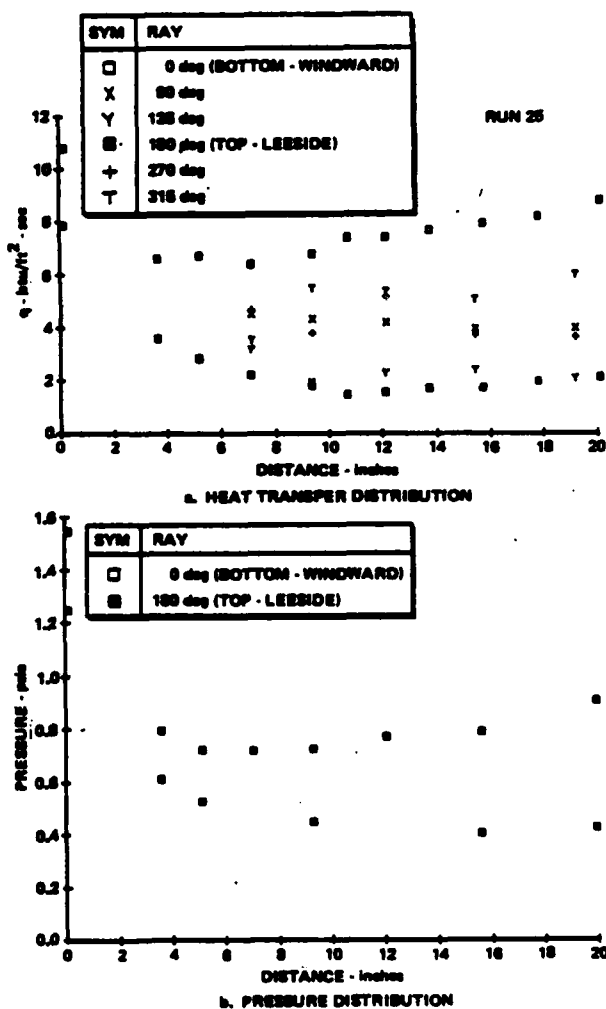 SYM RAY
0 deg (BOTTOM - WINDWARD)
90 deg
135 deg
180 deg (TOP - LEESIDE)
270 deg
315 deg
RUN 25
12
10
8
6
4
2
0
q - btu/ft² - sec
0 2 4 6 8 10 12 14 16 18 20
DISTANCE - inches
a. HEAT TRANSFER DISTRIBUTION
SYM RAY
0 deg (BOTTOM - WINDWARD)
180 deg (TOP - LEESIDE)
1.6
1.4
1.2
1.0
0.8
0.6
0.4
0.2
0.0
PRESSURE - psia
0 2 4 6 8 10 12 14 16 18 20
DISTANCE - inches
b. PRESSURE DISTRIBUTION